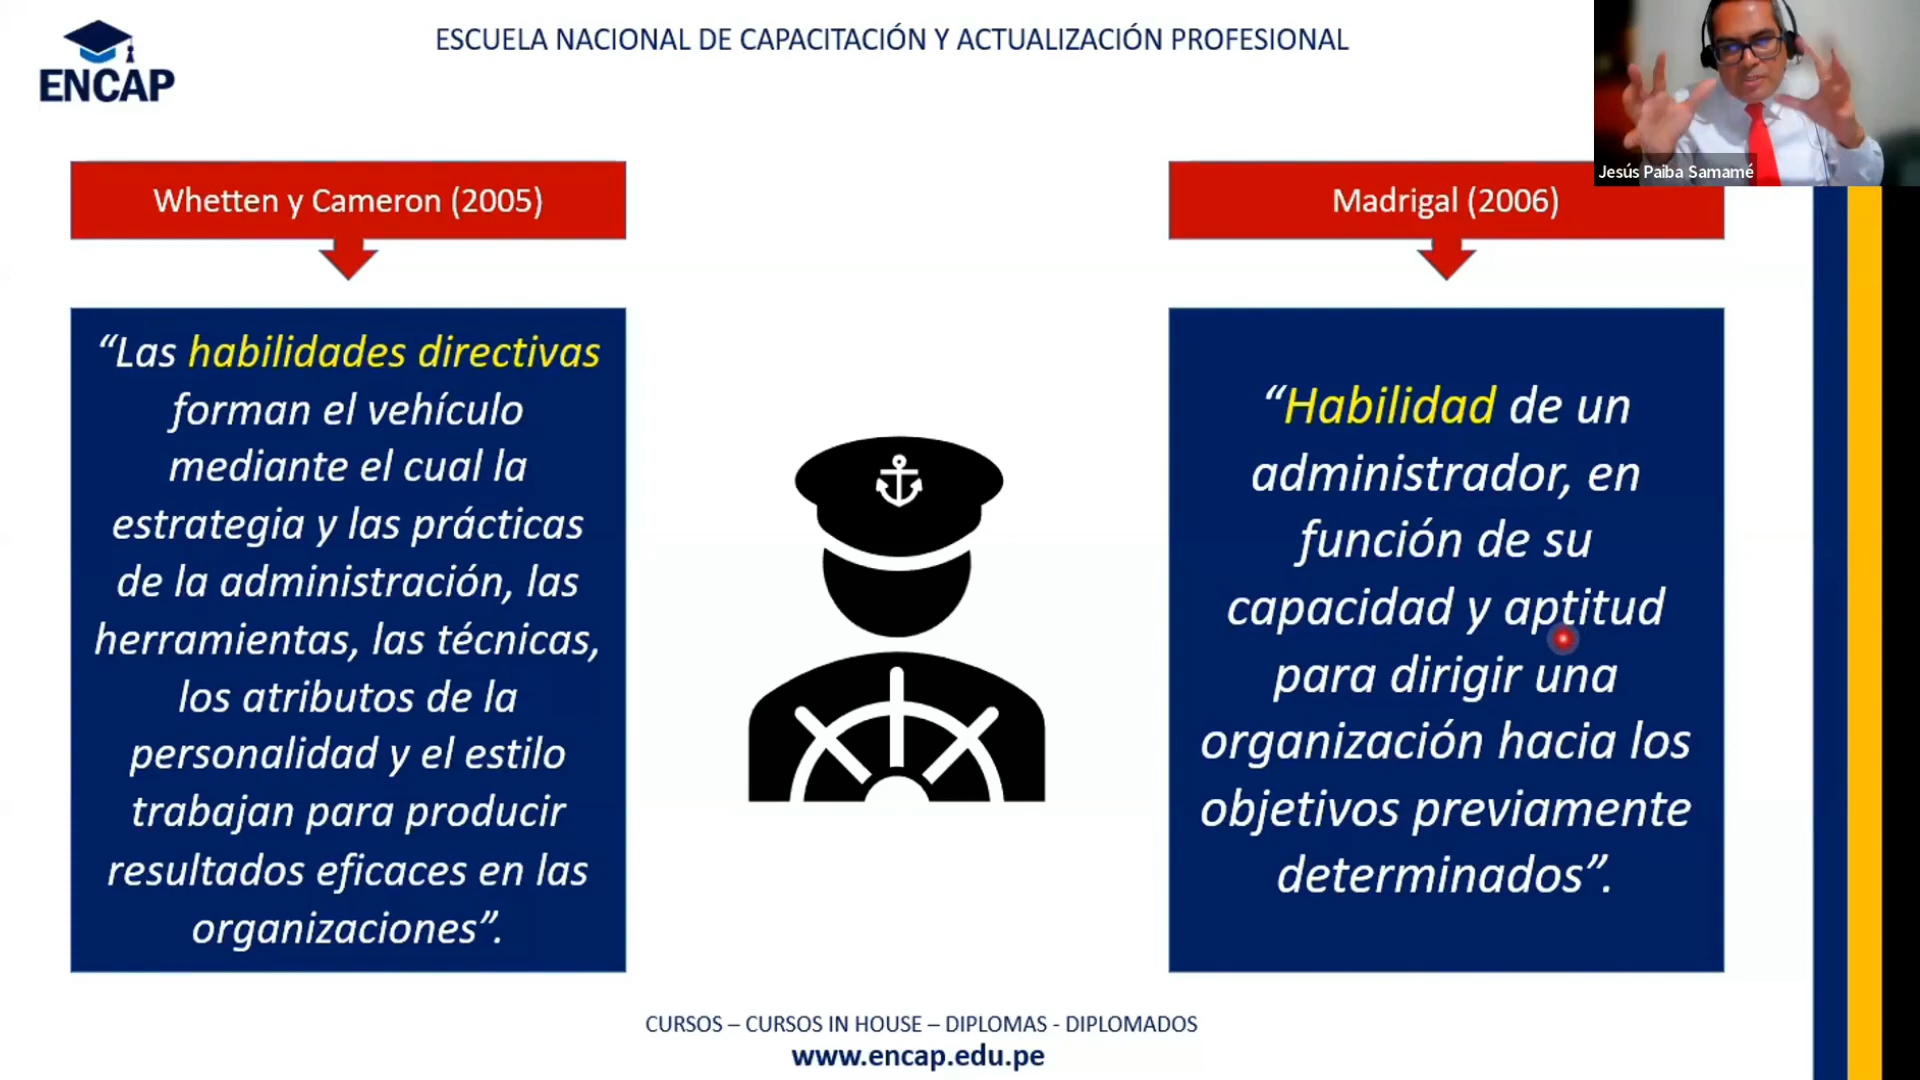 ENCAP
ESCUELA NACIONAL DE CAPACITACIÓN Y ACTUALIZACIÓN PROFESIONAL
Jesús Paiba Samamé
Whetten y Cameron (2005)
“Las habilidades directivas
forman el vehículo
mediante el cual la
estrategia y las prácticas
de la administración, las
herramientas, las técnicas,
los atributos de la
personalidad y el estilo
trabajan para producir
resultados eficaces en las
organizaciones”.
Madrigal (2006)
“Habilidad de un
administrador, en
función de su
capacidad y aptitud
para dirigir una
organización hacia los
objetivos previamente
determinados”.
CURSOS – CURSOS IN HOUSE – DIPLOMAS - DIPLOMADOS
www.encap.edu.pe